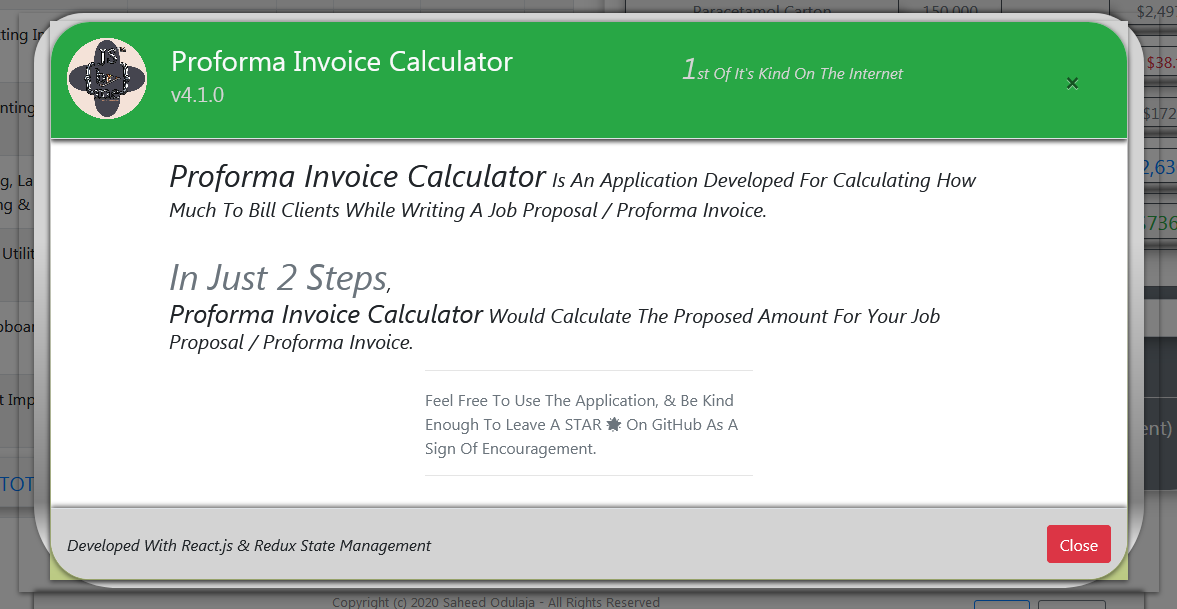 Paracetamol Carton 150,000 $2,497
ting
Proforma Invoice Calculator
v4.1.0
1st Of It's Kind On The Internet
×
$38.
nting
$172
Proforma Invoice Calculator Is An Application Developed For Calculating How
Much To Bill Clients While Writing A Job Proposal / Proforma Invoice.
g, La
ng &
2,63
736
Utilit
In Just 2 Steps,
Proforma Invoice Calculator Would Calculate The Proposed Amount For Your Job
Proposal / Proforma Invoice.
pboar
t Imp
Feel Free To Use The Application, & Be Kind
Enough To Leave A STAR On GitHub As A
Sign Of Encouragement.
ent)
TOT
Developed With React.js & Redux State Management
Close
Copyright (c) 2020 Saheed Odulaja - All Rights Reserved